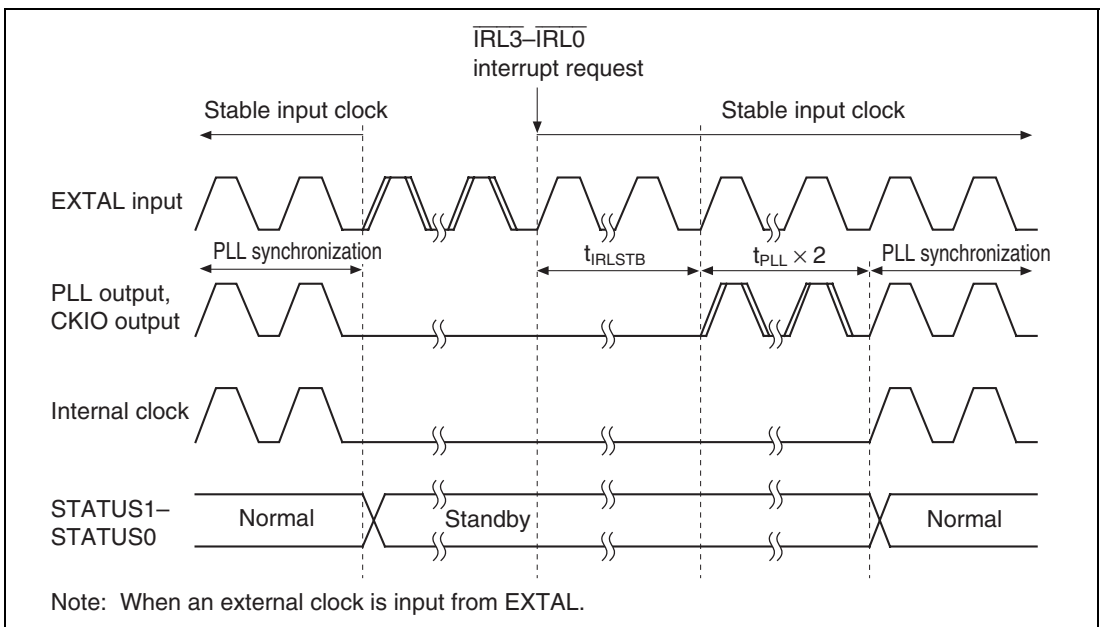 IRL3–IRL0
interrupt request
Stable input clock
Stable input clock
EXTAL input
PLL synchronization
tIRLSTB
tPLL × 2
PLL synchronization
PLL output,
CKIO output
Internal clock
STATUS1–
STATUS0
Normal
Standby
Normal
Note: When an external clock is input from EXTAL.